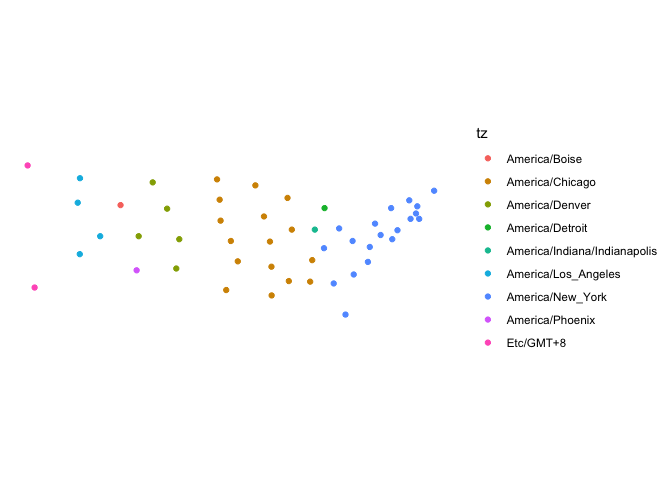 tz
America/Boise
America/Chicago
America/Denver
America/Detroit
America/Indiana/Indianapolis
America/Los_Angeles
America/New_York
America/Phoenix
Etc/GMT+8